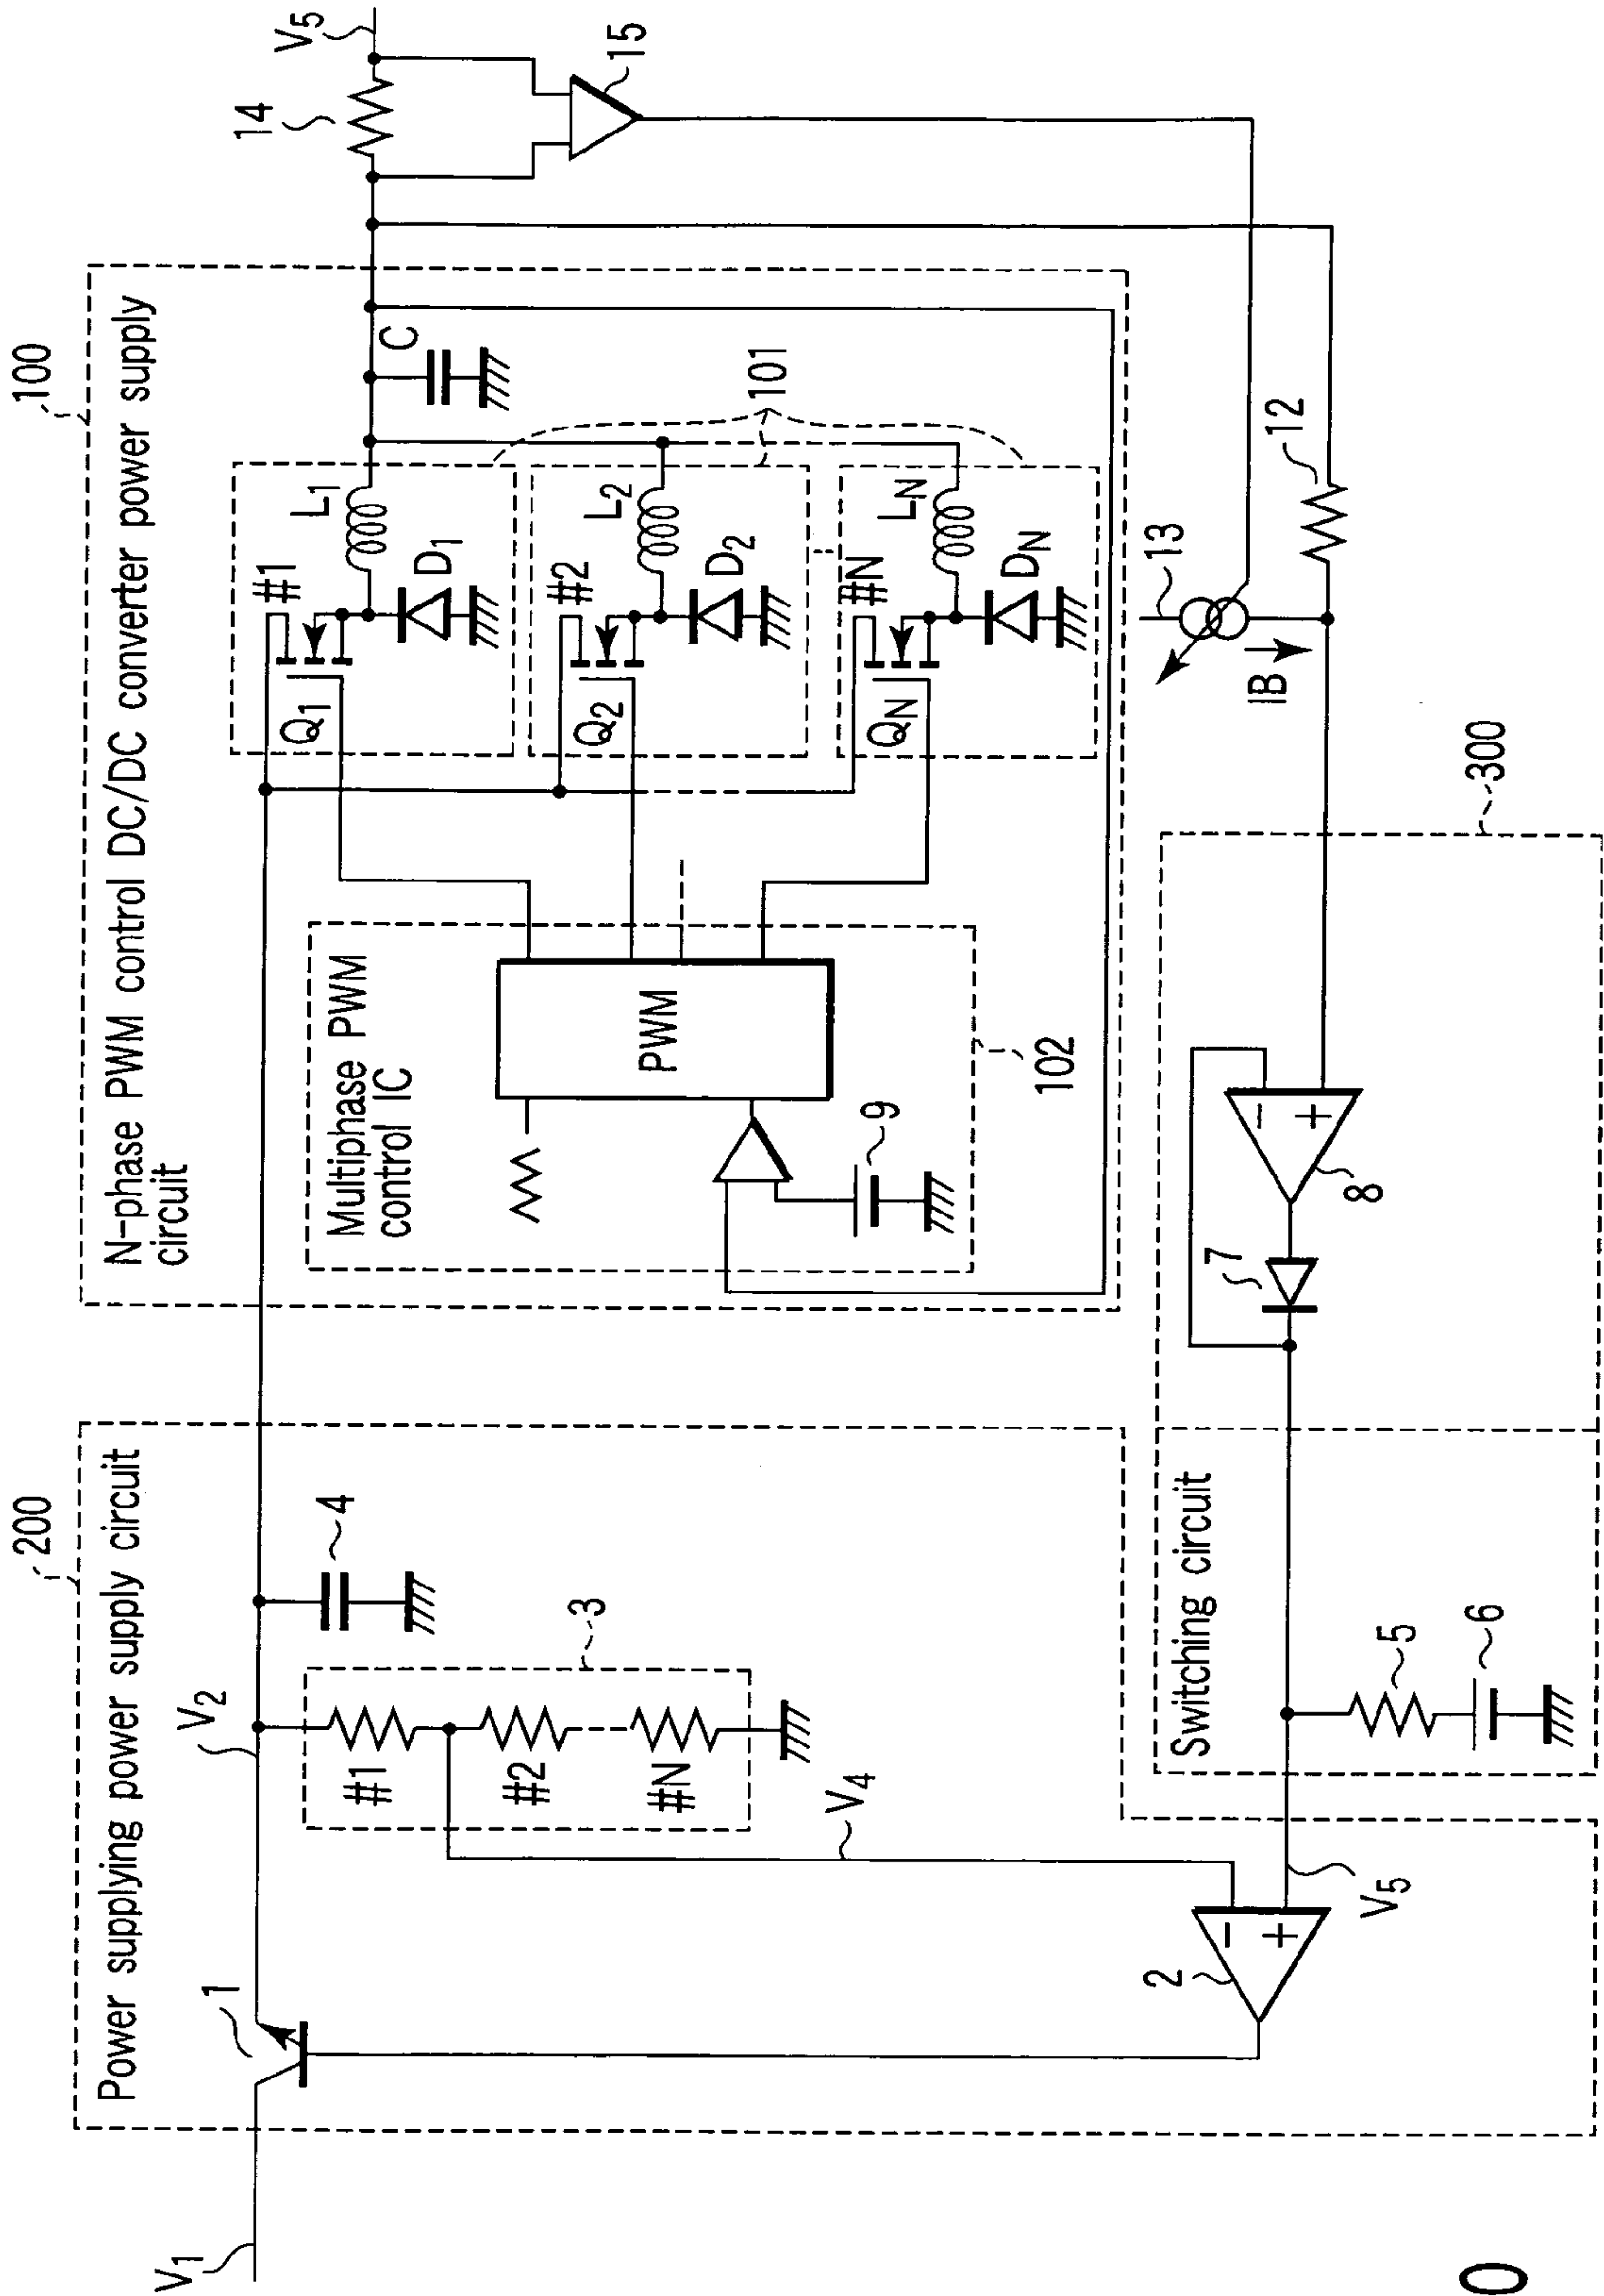 100
N-phase PWM control DC/DC converter power supply
circuit
200
Power supplying power supply circuit
V1
1
V2
4
3
#1
#2
#N
V4
2
−
+
V5
Multiphase PWM
control IC
PWM
102
9
Q1
#1
L1
D1
Q2
#2
L2
D2
QN
#N
LN
DN
101
C
14
V5
15
13
IB
12
300
Switching circuit
5
6
7
8
−
+
0